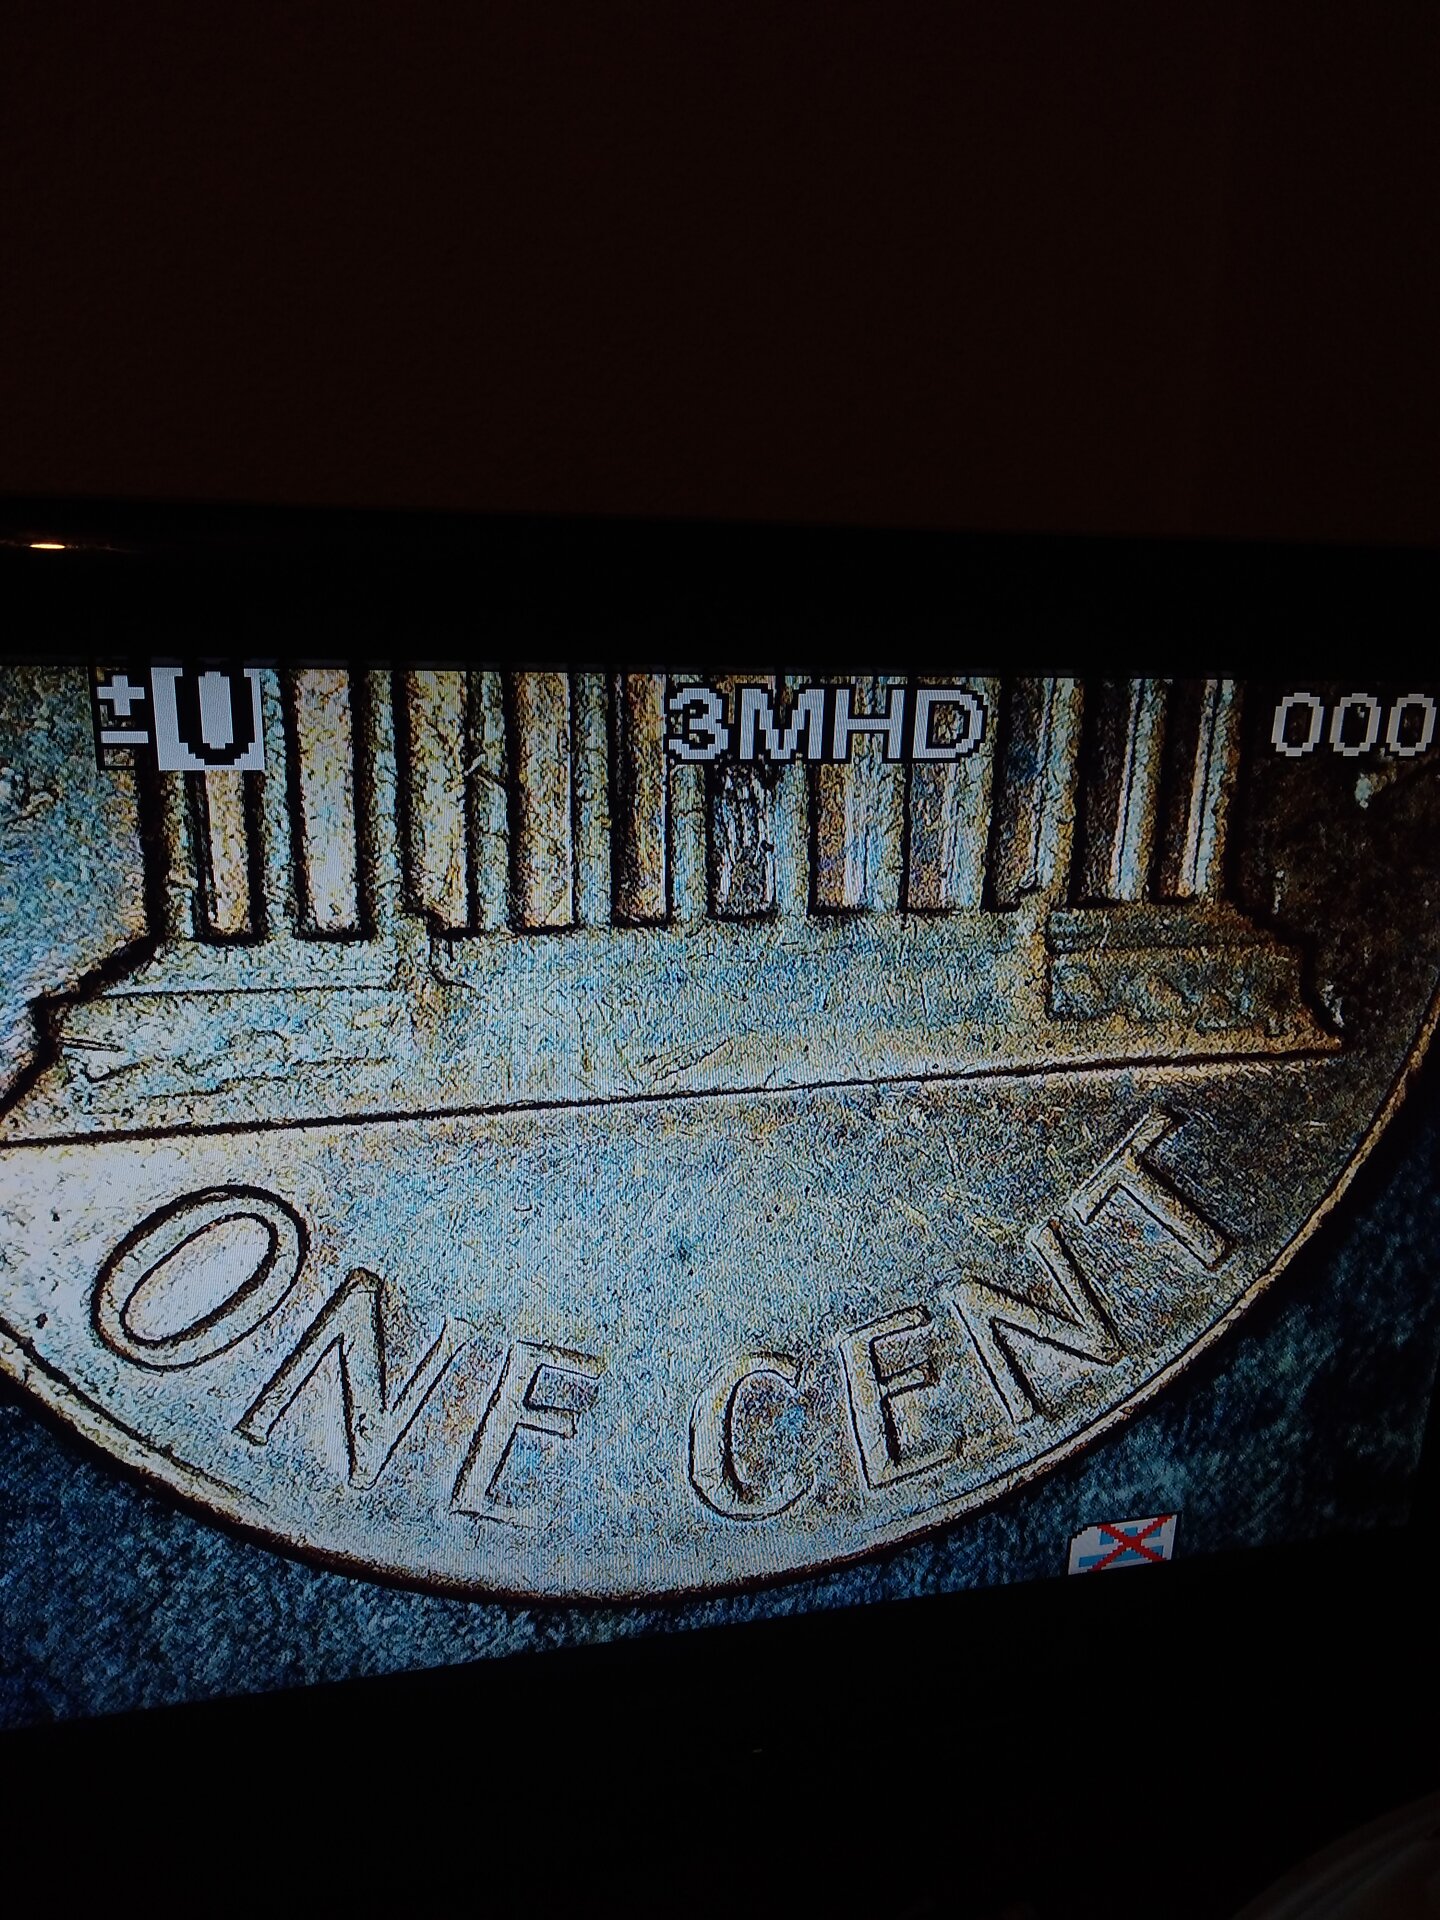 ±0 3MHD 000
ONE CENT